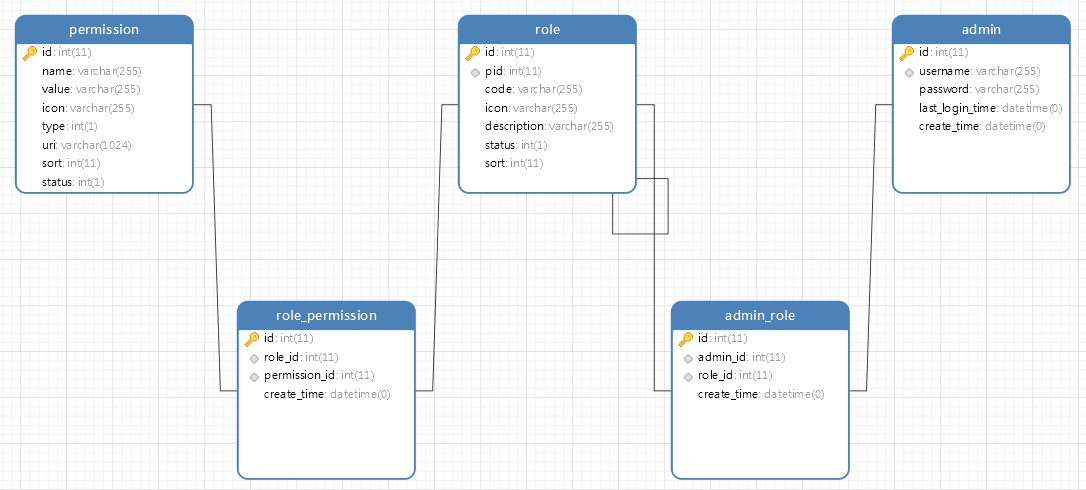 permission
id: int(11)
name: varchar(255)
value: varchar(255)
icon: varchar(255)
type: int(1)
uri: varchar(1024)
sort: int(11)
status: int(1)
role
id: int(11)
pid: int(11)
code: varchar(255)
icon: varchar(255)
description: varchar(255)
status: int(1)
sort: int(11)
admin
id: int(11)
username: varchar(255)
password: varchar(255)
last_login_time: datetime(0)
create_time: datetime(0)
role_permission
id: int(11)
role_id: int(11)
permission_id: int(11)
create_time: datetime(0)
admin_role
id: int(11)
admin_id: int(11)
role_id: int(11)
create_time: datetime(0)